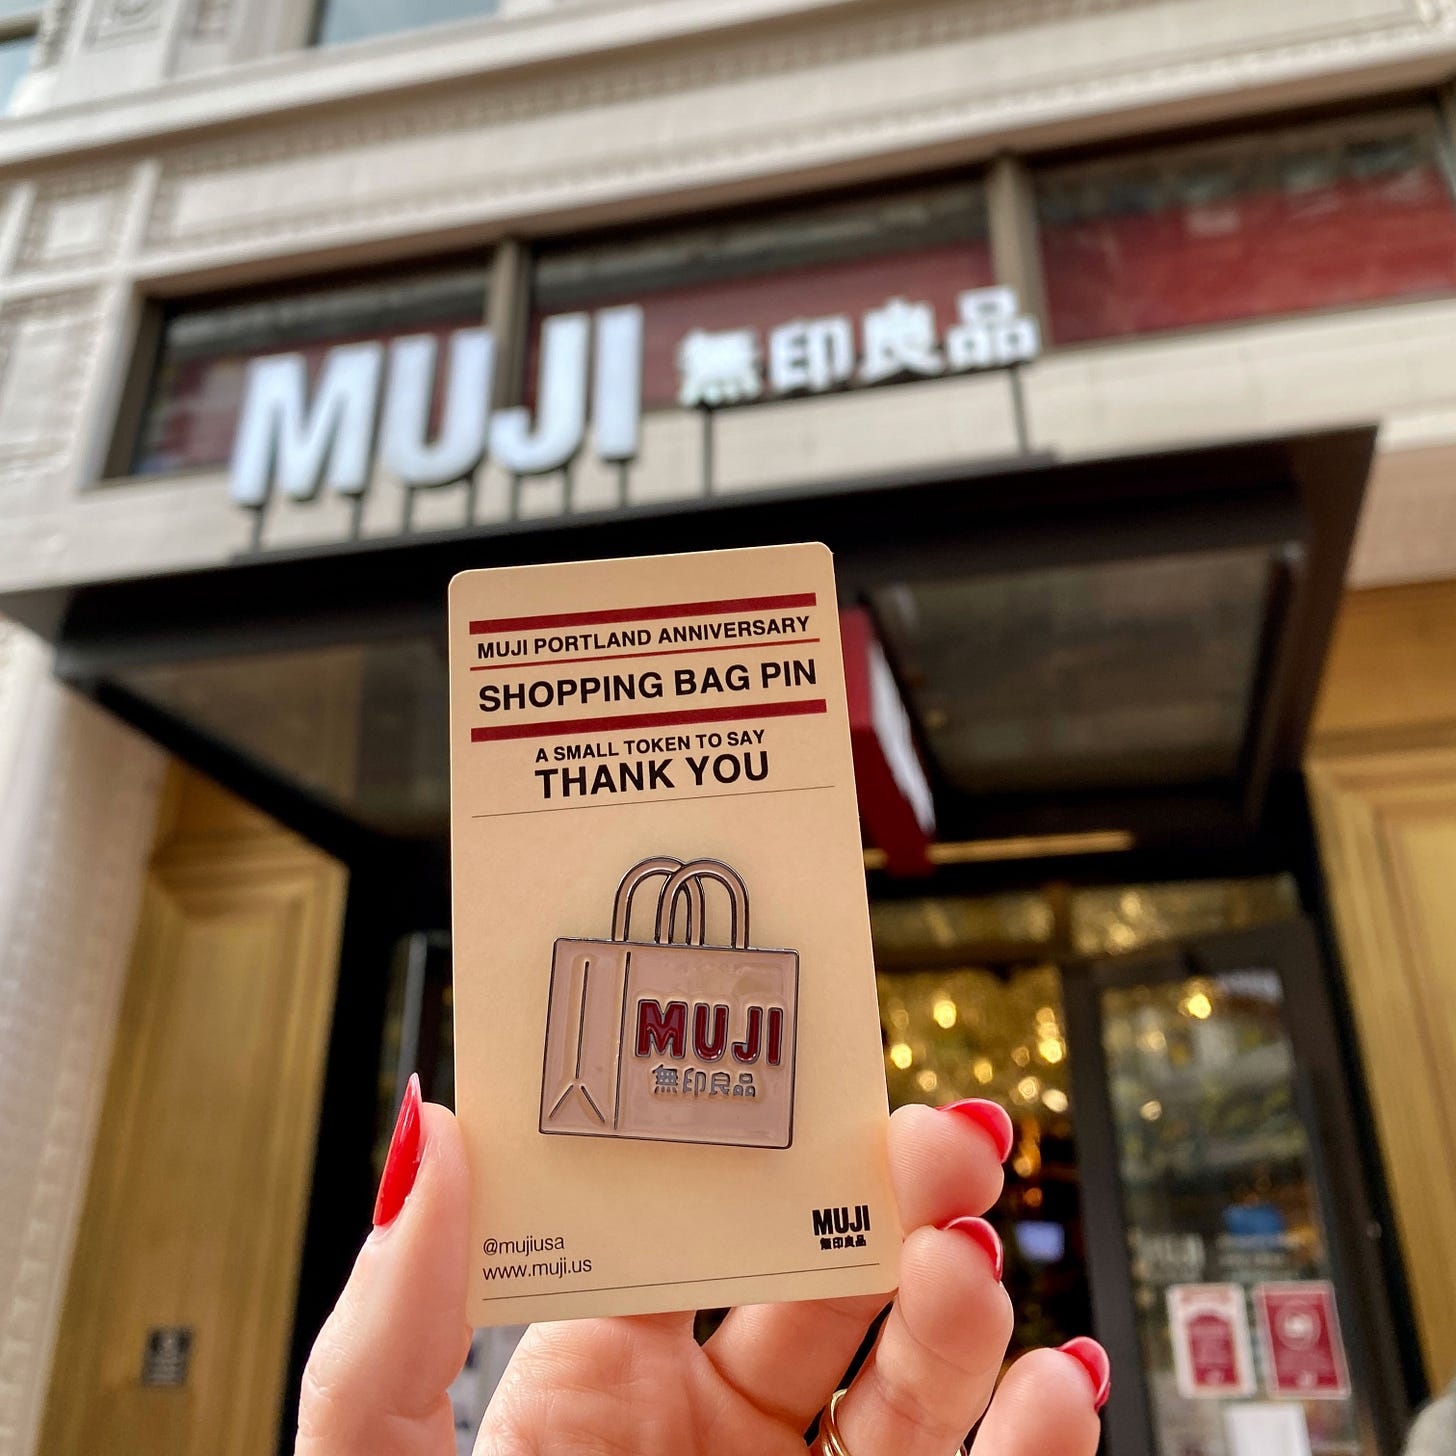 MUJI 無印良品
MUJI PORTLAND ANNIVERSARY
SHOPPING BAG PIN
A SMALL TOKEN TO SAY
THANK YOU
MUJI
無印良品
@mujiusa
www.muji.us
MUJI
無印良品